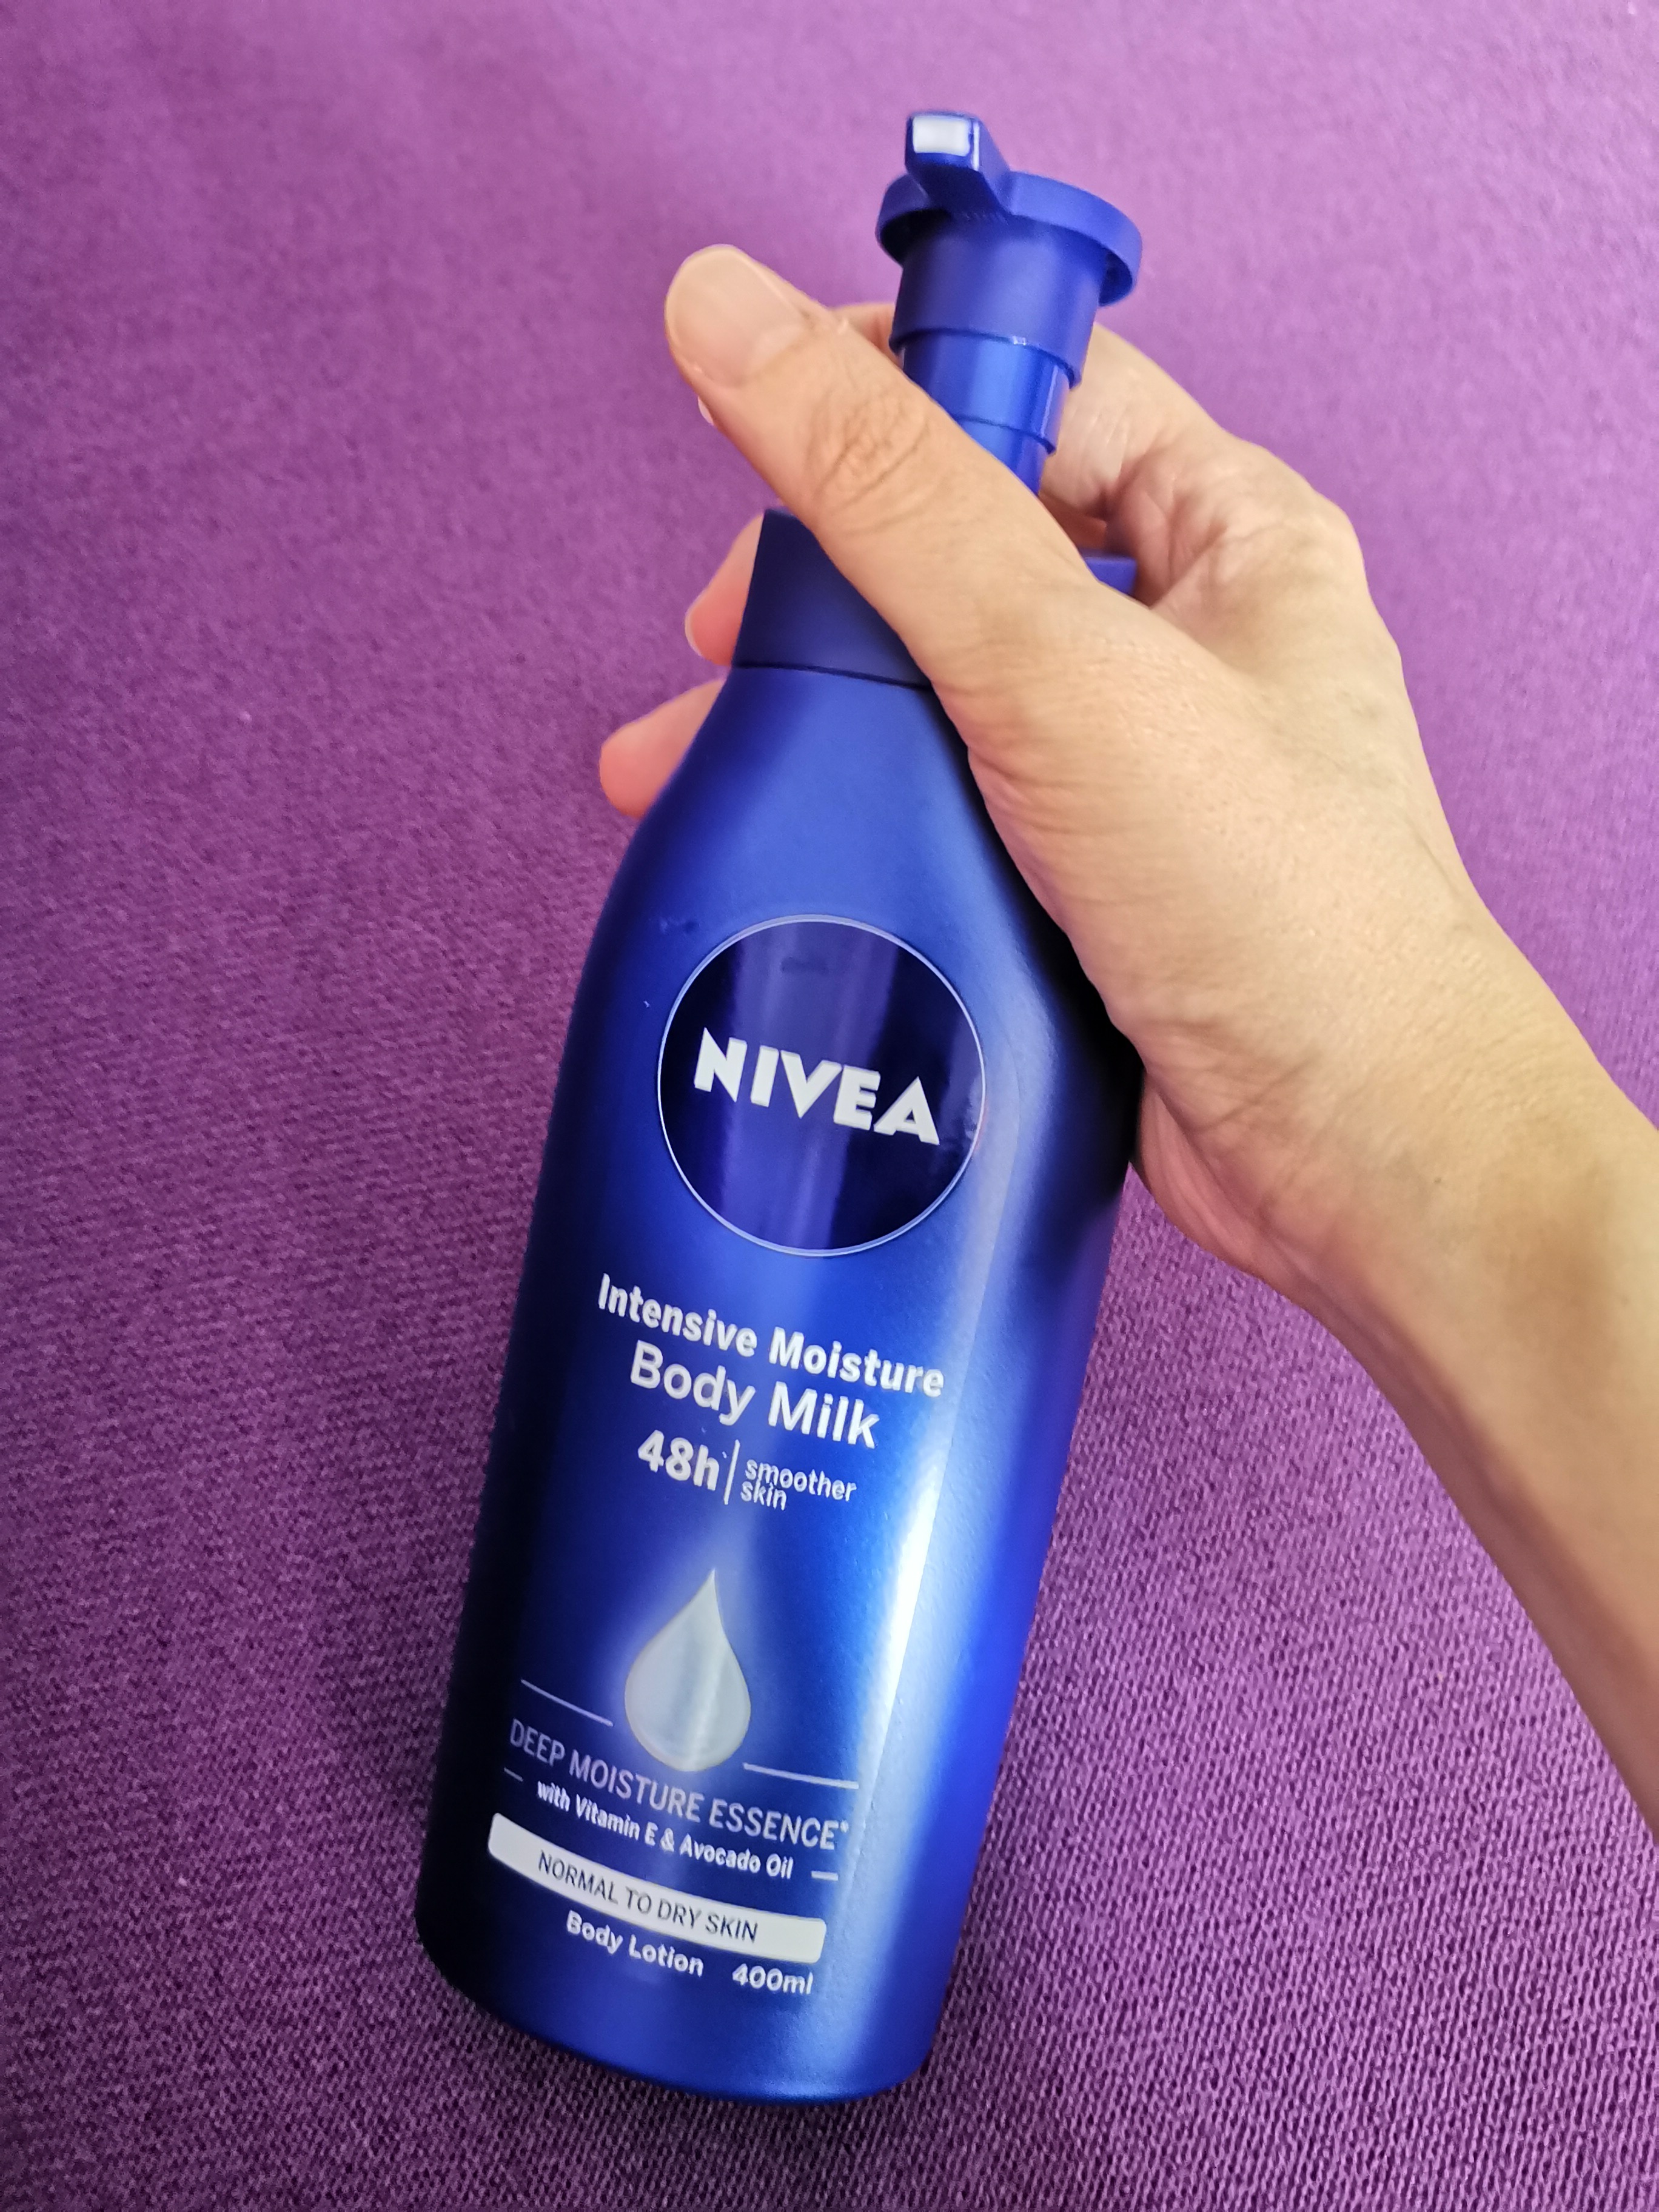 NIVEA
Intensive Moisture
Body Milk
48h smoother
skin
DEEP MOISTURE ESSENCE*
with Vitamin E & Avocado Oil
NORMAL TO DRY SKIN
Body Lotion 400ml